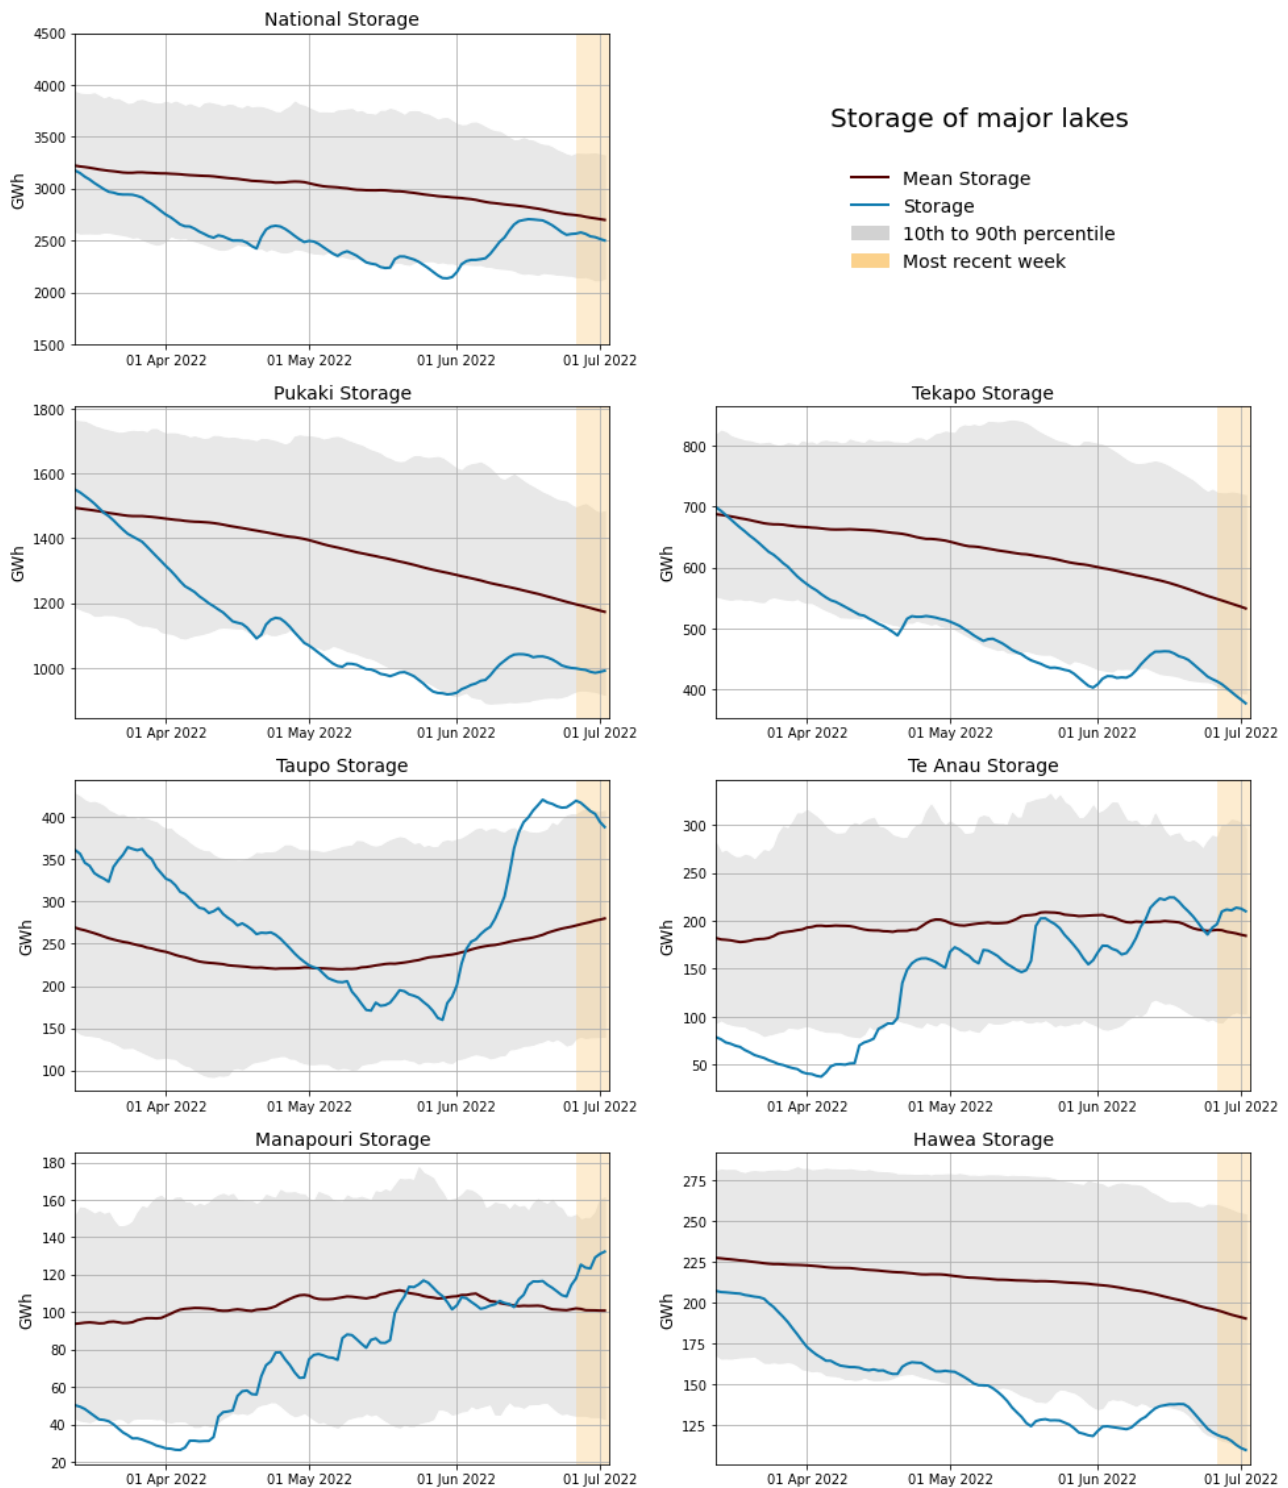 National Storage
4500
4000
3500
3000
2500
2000
1500
GWh
01 Apr 2022 01 May 2022 01 Jun 2022 01 Jul 2022
Storage of major lakes
Mean Storage
Storage
10th to 90th percentile
Most recent week
Pukaki Storage
1800
1600
1400
1200
1000
GWh
01 Apr 2022 01 May 2022 01 Jun 2022 01 Jul 2022
Tekapo Storage
800
700
600
500
400
GWh
01 Apr 2022 01 May 2022 01 Jun 2022 01 Jul 2022
Taupo Storage
400
350
300
250
200
150
100
GWh
01 Apr 2022 01 May 2022 01 Jun 2022 01 Jul 2022
Te Anau Storage
300
250
200
150
100
50
GWh
01 Apr 2022 01 May 2022 01 Jun 2022 01 Jul 2022
Manapouri Storage
180
160
140
120
100
80
60
40
20
GWh
01 Apr 2022 01 May 2022 01 Jun 2022 01 Jul 2022
Hawea Storage
275
250
225
200
175
150
125
GWh
01 Apr 2022 01 May 2022 01 Jun 2022 01 Jul 2022